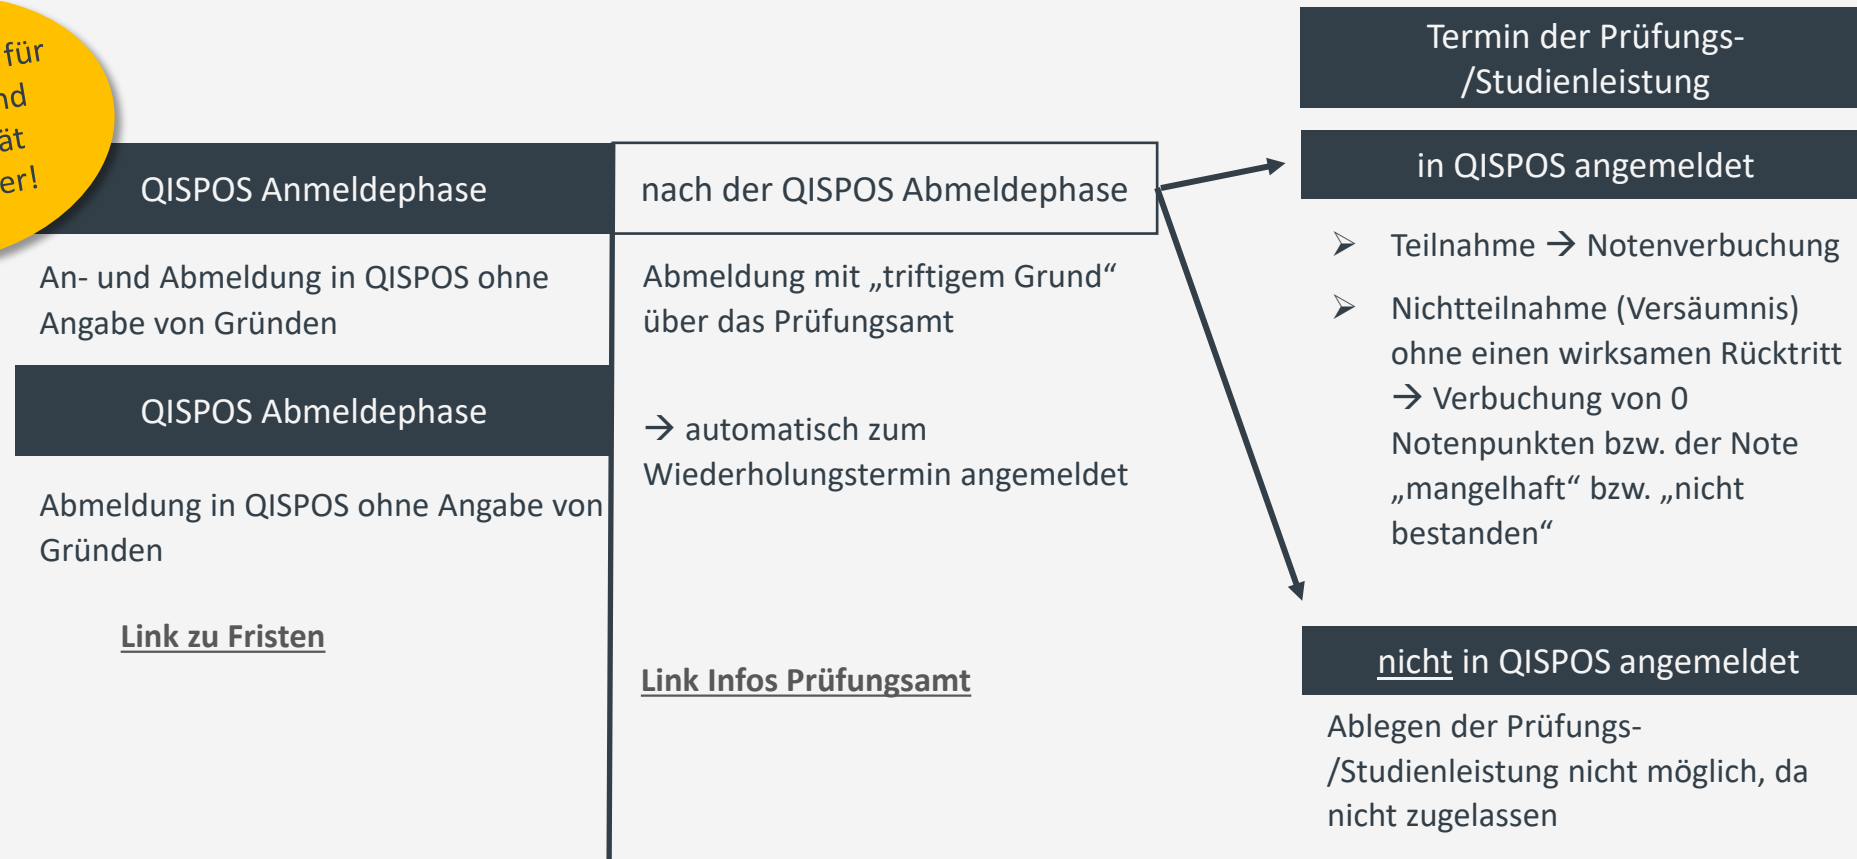 für
nd
ät
er!
QISPOS Anmeldephase
An- und Abmeldung in QISPOS ohne
Angabe von Gründen
QISPOS Abmeldephase
Abmeldung in QISPOS ohne Angabe von
Gründen
Link zu Fristen
nach der QISPOS Abmeldephase
Abmeldung mit „triftigem Grund“
über das Prüfungsamt
→ automatisch zum
Wiederholungstermin angemeldet
Link Infos Prüfungsamt
Termin der Prüfungs-
/Studienleistung
in QISPOS angemeldet
➢ Teilnahme → Notenverbuchung
➢ Nichtteilnahme (Versäumnis)
ohne einen wirksamen Rücktritt
→ Verbuchung von 0
Notenpunkten bzw. der Note
„mangelhaft“ bzw. „nicht
bestanden“
nicht in QISPOS angemeldet
Ablegen der Prüfungs-
/Studienleistung nicht möglich, da
nicht zugelassen